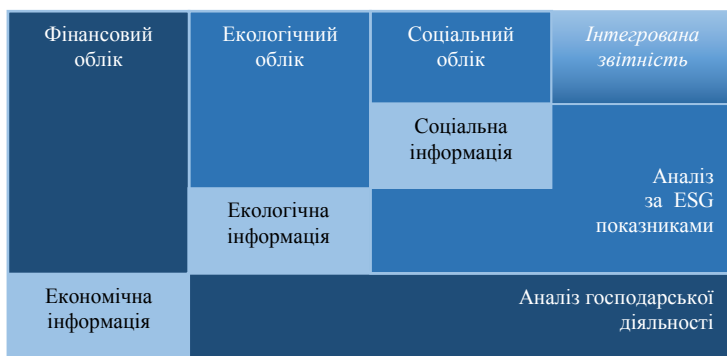 Фінансовий
облік
Екологічний
облік
Соціальний
облік
Інтегрована
звітність
Соціальна
інформація
Аналіз
за ESG
показниками
Екологічна
інформація
Економічна
інформація
Аналіз господарської
діяльності